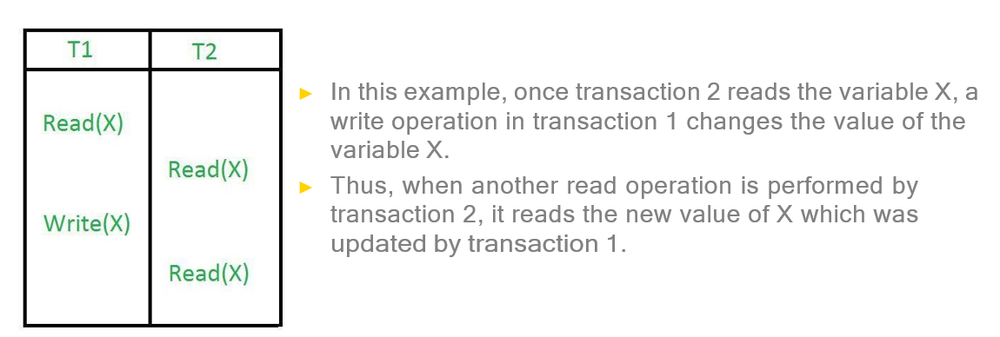 T1 T2
Read(X)
Read(X)
Write(X)
Read(X)
► In this example, once transaction 2 reads the variable X, a
write operation in transaction 1 changes the value of the
variable X.
► Thus, when another read operation is performed by
transaction 2, it reads the new value of X which was
updated by transaction 1.